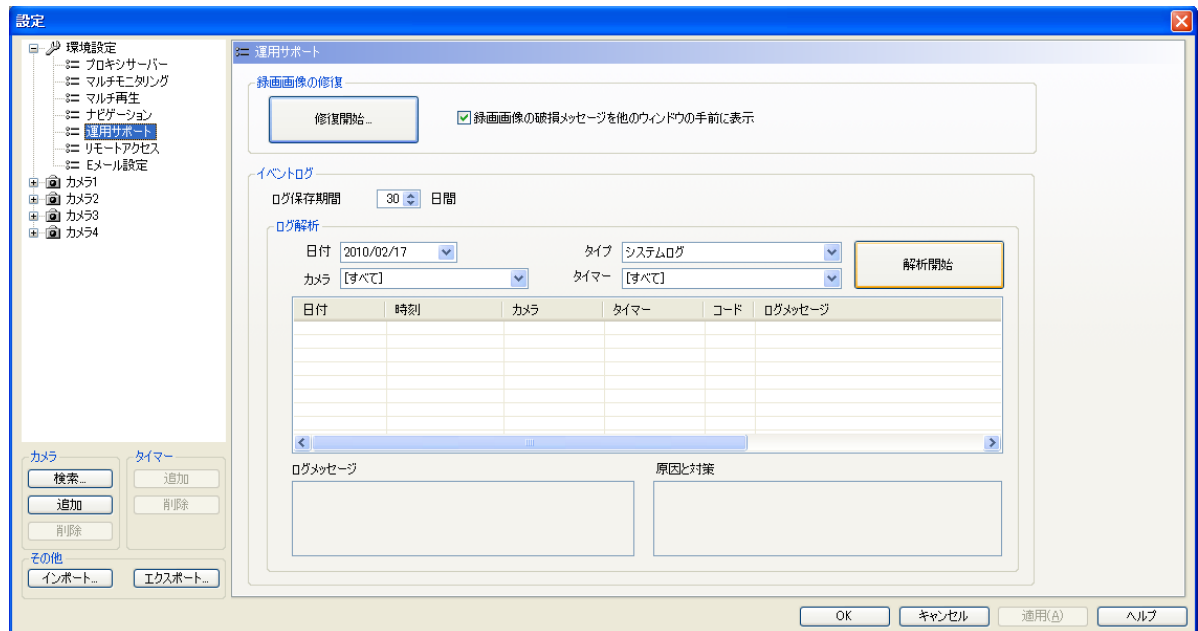 設定
環境設定
プロキシサーバー
マルチモニタリング
マルチ再生
ナビゲーション
運用サポート
リモートアクセス
Eメール設定
カメラ1
カメラ2
カメラ3
カメラ4
カメラ
検索...
追加
削除
タイマー
追加
削除
その他
インポート... エクスポート...
運用サポート
録画画像の修復
修復開始... 録画画像の破損メッセージを他のウィンドウの手前に表示
イベントログ
ログ保存期間 30 日間
ログ解析
日付 2010/02/17 タイプ システムログ
カメラ [すべて] タイマー [すべて]
解析開始
日付 時刻 カメラ タイマー コード ログメッセージ
ログメッセージ 原因と対策
OK キャンセル 適用(A) ヘルプ